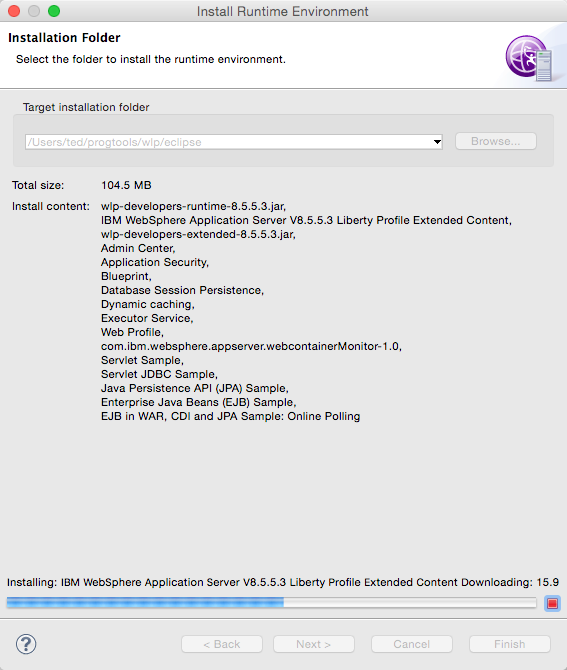 Install Runtime Environment
Installation Folder
Select the folder to install the runtime environment.
Target installation folder
/Users/ted/progtools/wlp/eclipse
Browse...
Total size: 104.5 MB
Install content: wlp-developers-runtime-8.5.5.3.jar,
IBM WebSphere Application Server V8.5.5.3 Liberty Profile Extended Content,
wlp-developers-extended-8.5.5.3.jar,
Admin Center,
Application Security,
Blueprint,
Database Session Persistence,
Dynamic caching,
Executor Service,
Web Profile,
com.ibm.websphere.appserver.webcontainerMonitor-1.0,
Servlet Sample,
Servlet JDBC Sample,
Java Persistence API (JPA) Sample,
Enterprise Java Beans (EJB) Sample,
EJB in WAR, CDI and JPA Sample: Online Polling
Installing: IBM WebSphere Application Server V8.5.5.3 Liberty Profile Extended Content Downloading: 15.9
? < Back Next > Cancel Finish